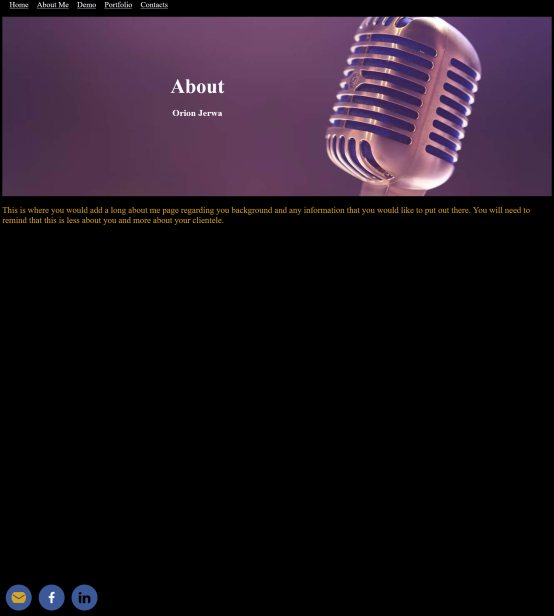 Home About Me Demo Portfolio Contacts
About
Orion Jerwa
This is where you would add a long about me page regarding you background and any information that you would like to put out there. You will need to
remind that this is less about you and more about your clientele.
f
in